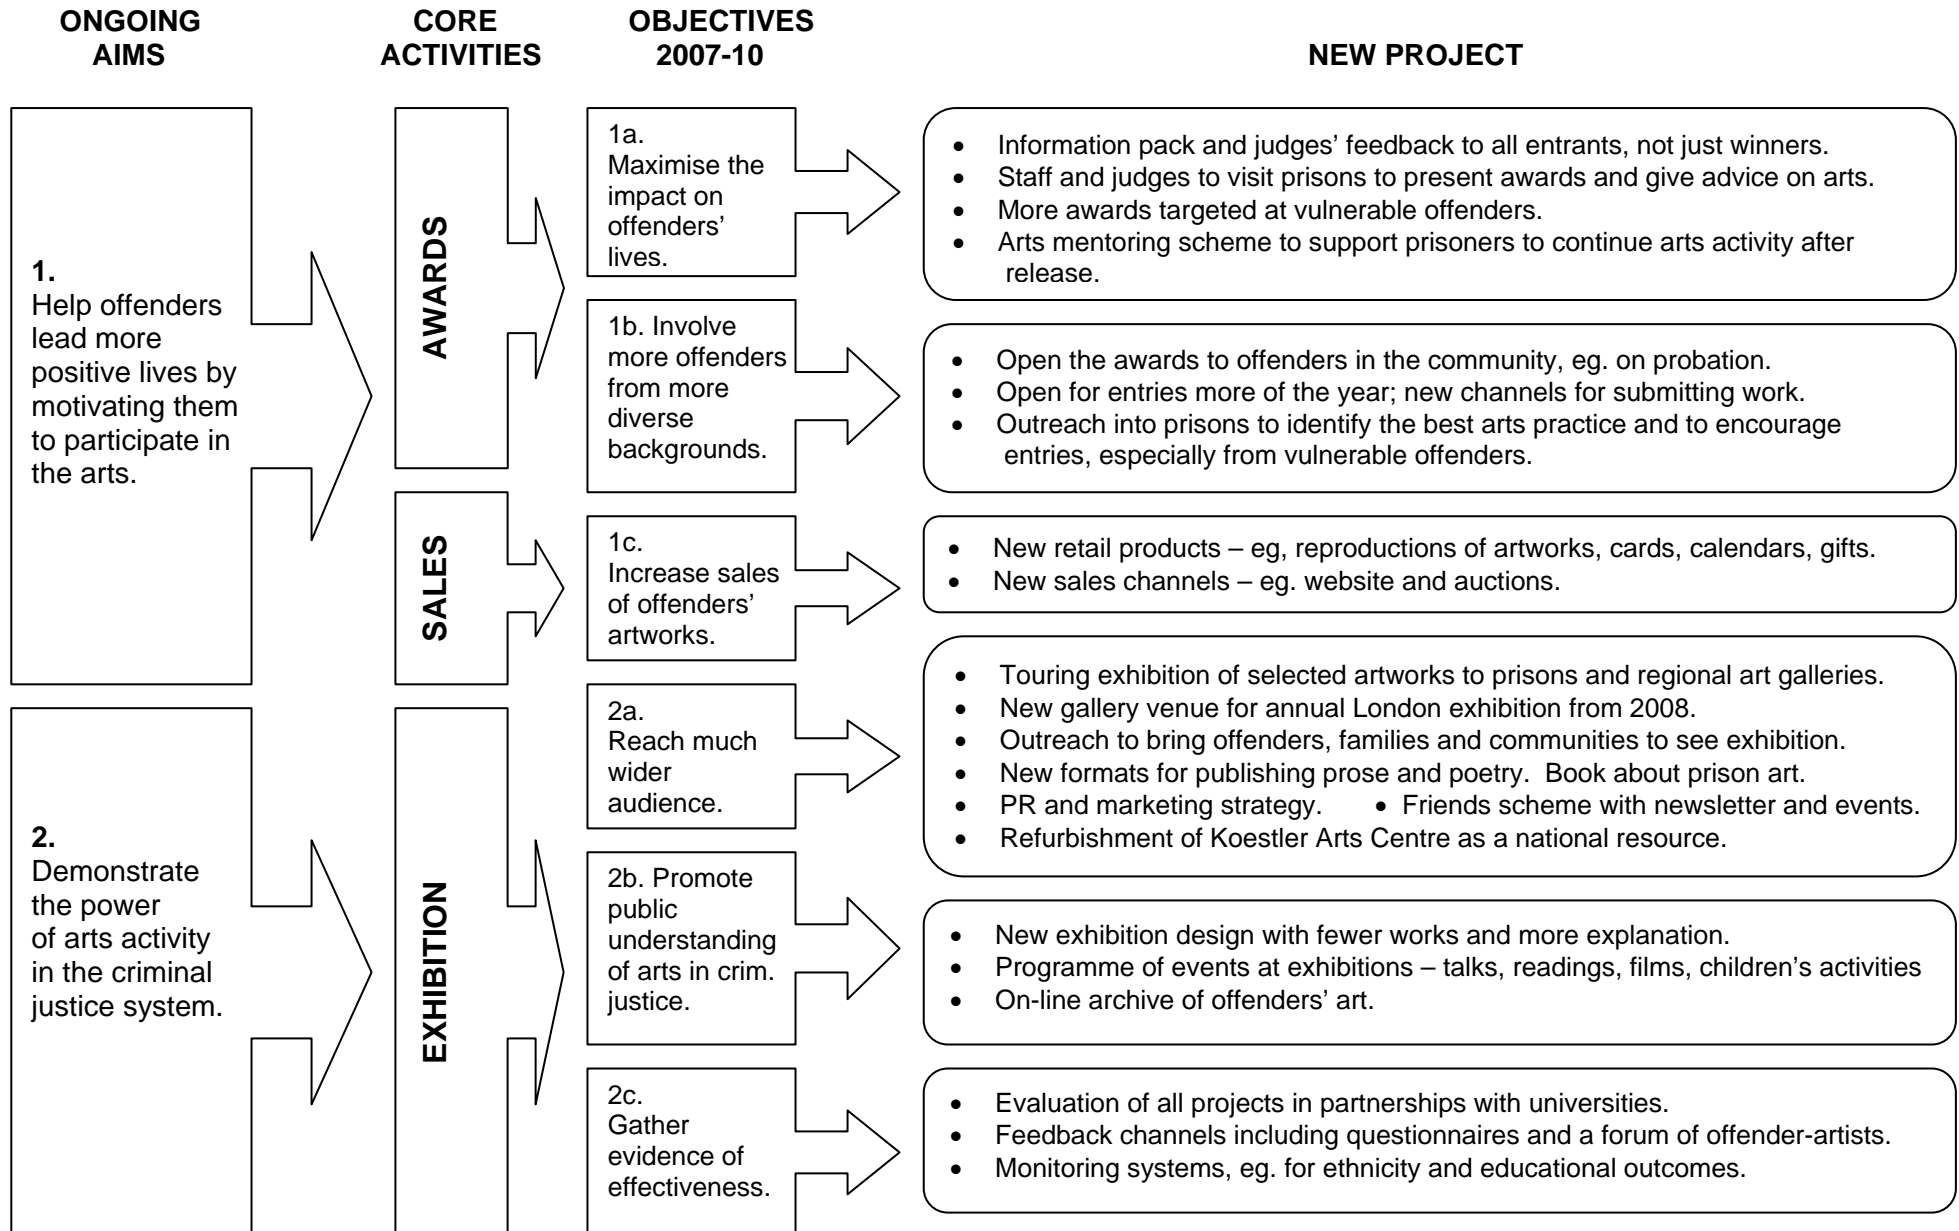 ONGOING
AIMS
CORE
ACTIVITIES
OBJECTIVES
2007-10
NEW PROJECT
1.
Help offenders
lead more
positive lives by
motivating them
to participate in
the arts.
2.
Demonstrate
the power
of arts activity
in the criminal
justice system.
AWARDS
SALES
EXHIBITION
1a.
Maximise the
impact on
offenders’
lives.
• Information pack and judges’ feedback to all entrants, not just winners.
• Staff and judges to visit prisons to present awards and give advice on arts.
• More awards targeted at vulnerable offenders.
• Arts mentoring scheme to support prisoners to continue arts activity after
release.
1b. Involve
more offenders
from more
diverse
backgrounds.
• Open the awards to offenders in the community, eg. on probation.
• Open for entries more of the year; new channels for submitting work.
• Outreach into prisons to identify the best arts practice and to encourage
entries, especially from vulnerable offenders.
1c.
Increase sales
of offenders’
artworks.
• New retail products – eg, reproductions of artworks, cards, calendars, gifts.
• New sales channels – eg. website and auctions.
2a.
Reach much
wider
audience.
• Touring exhibition of selected artworks to prisons and regional art galleries.
• New gallery venue for annual London exhibition from 2008.
• Outreach to bring offenders, families and communities to see exhibition.
• New formats for publishing prose and poetry. Book about prison art.
• PR and marketing strategy. • Friends scheme with newsletter and events.
• Refurbishment of Koestler Arts Centre as a national resource.
2b. Promote
public
understanding
of arts in crim.
justice.
• New exhibition design with fewer works and more explanation.
• Programme of events at exhibitions – talks, readings, films, children’s activities
• On-line archive of offenders’ art.
2c.
Gather
evidence of
effectiveness.
• Evaluation of all projects in partnerships with universities.
• Feedback channels including questionnaires and a forum of offender-artists.
• Monitoring systems, eg. for ethnicity and educational outcomes.